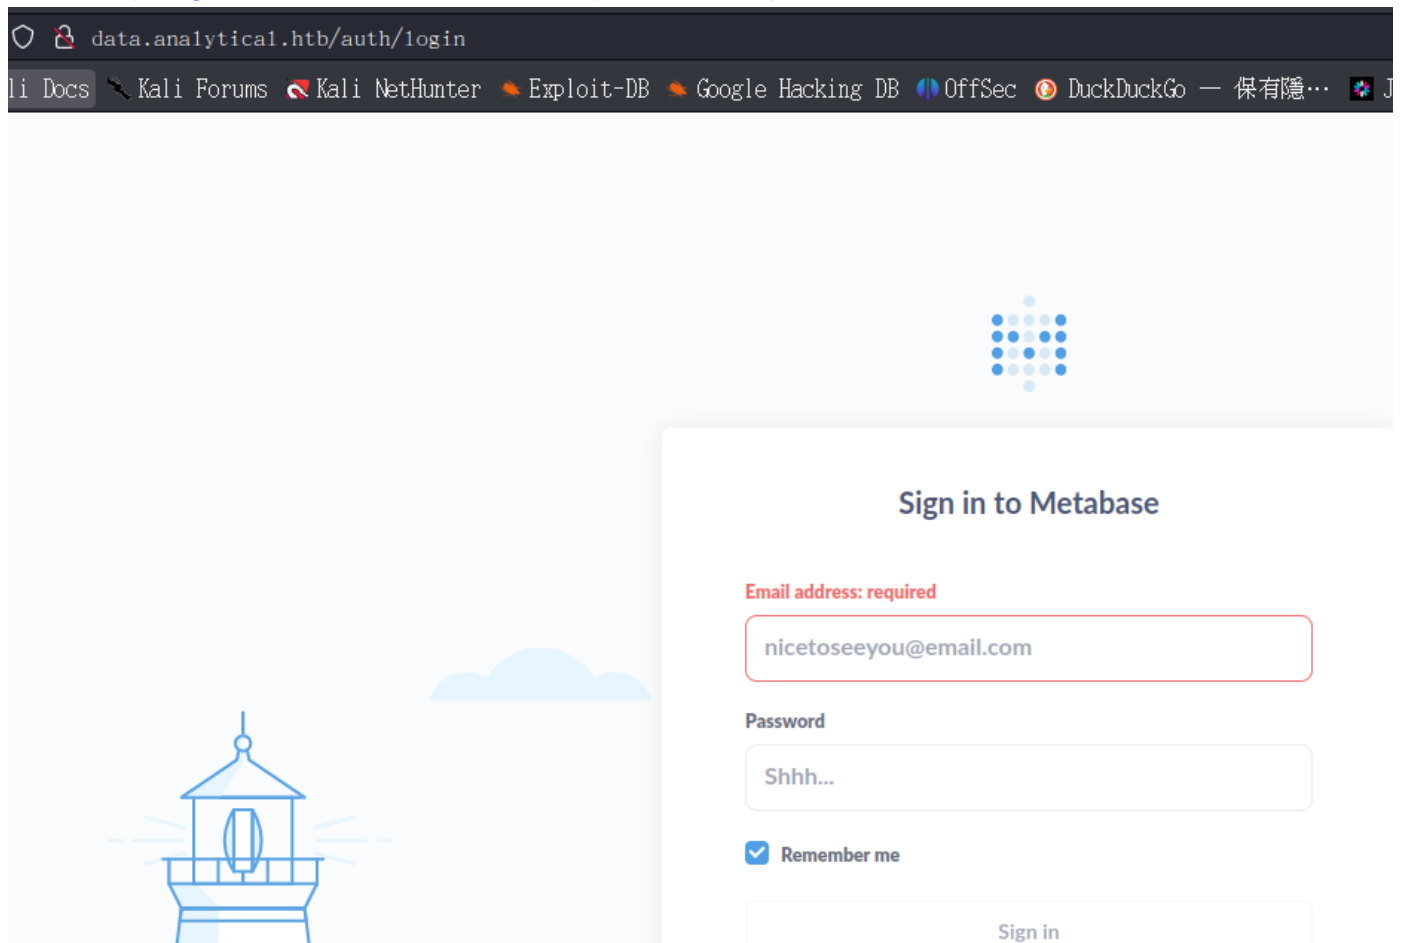 data.analytical.htb/auth/login
li Docs Kali Forums Kali NetHunter Exploit-DB Google Hacking DB OffSec DuckDuckGo — 保有隱… J
Sign in to Metabase
Email address: required
nicetoseeyou@email.com
Password
Shhh...
Remember me
Sign in